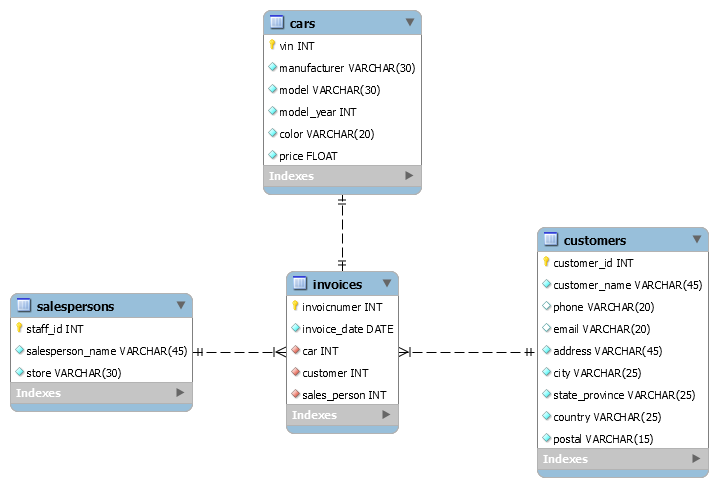 cars
vin INT
manufacturer VARCHAR(30)
model VARCHAR(30)
model_year INT
color VARCHAR(20)
price FLOAT
Indexes
salespersons
staff_id INT
salesperson_name VARCHAR(45)
store VARCHAR(30)
Indexes
invoices
invoicnumer INT
invoice_date DATE
car INT
customer INT
sales_person INT
Indexes
customers
customer_id INT
customer_name VARCHAR(45)
phone VARCHAR(20)
email VARCHAR(20)
address VARCHAR(45)
city VARCHAR(25)
state_province VARCHAR(25)
country VARCHAR(25)
postal VARCHAR(15)
Indexes